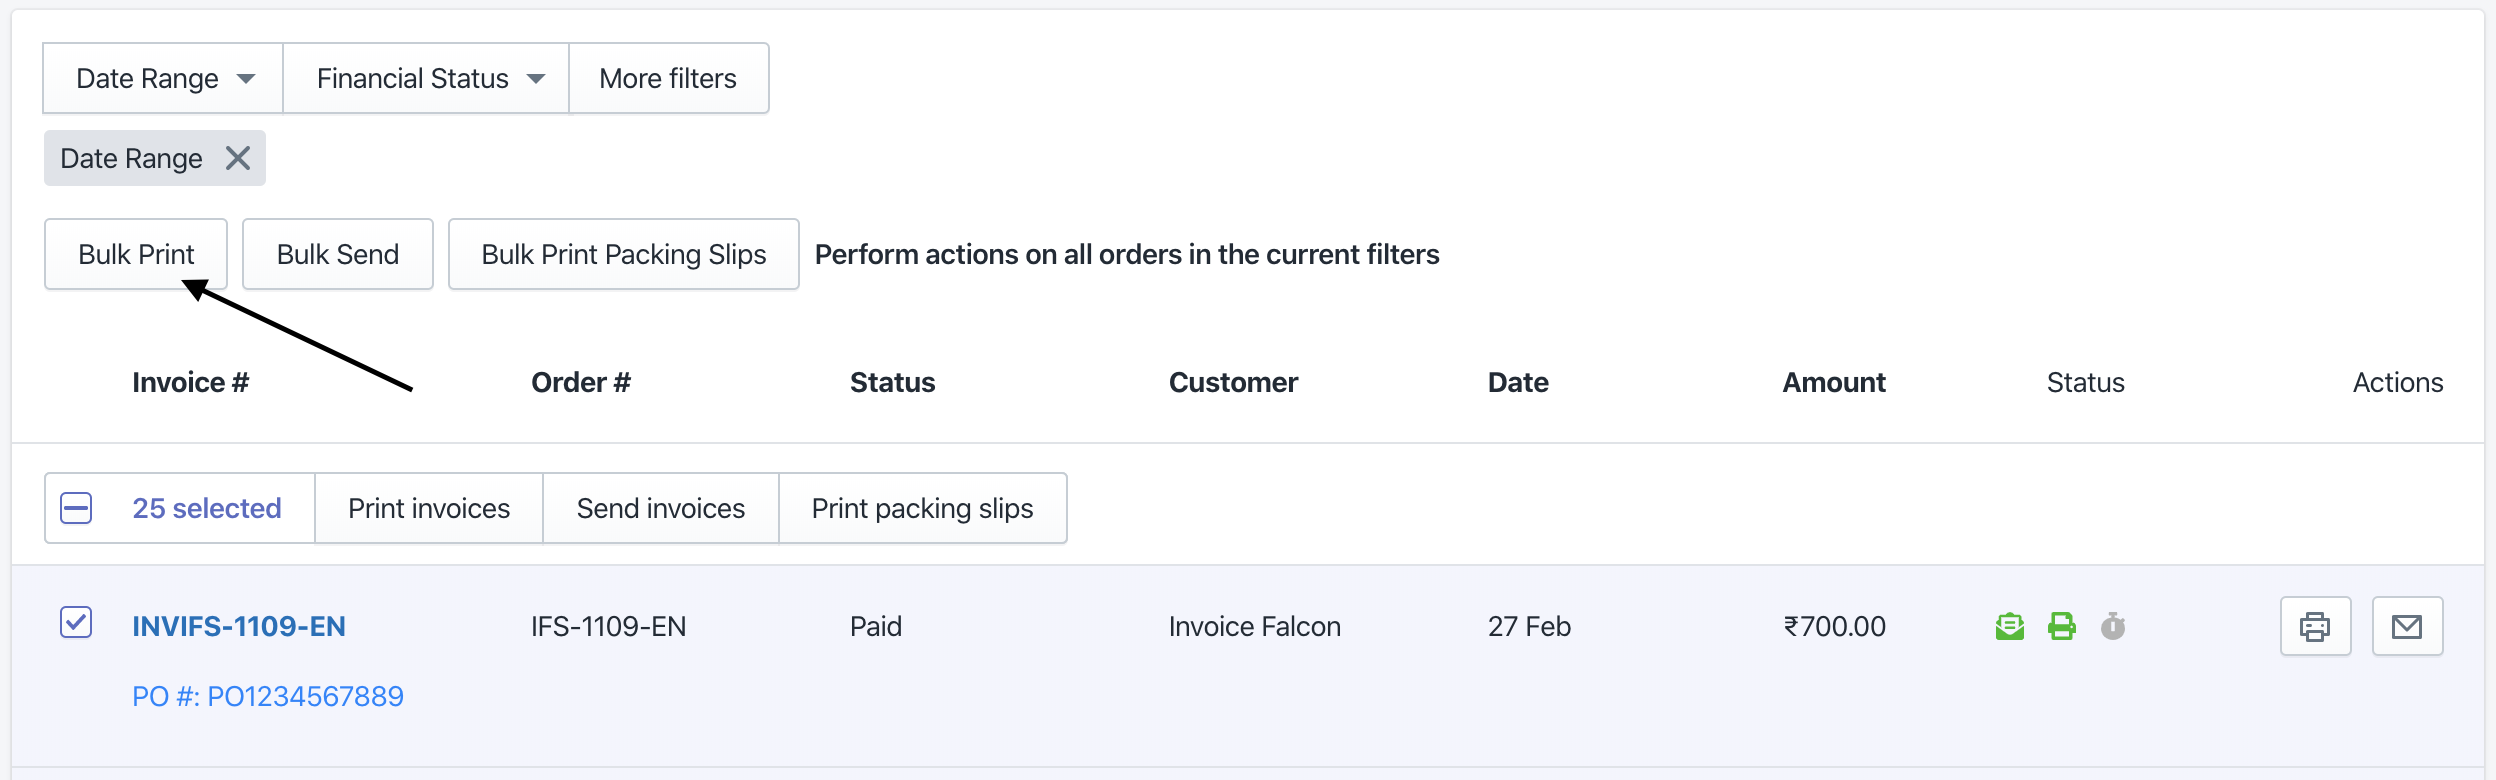 Date Range Financial Status More filters
Date Range
Bulk Print Bulk Send Bulk Print Packing Slips Perform actions on all orders in the current filters
Invoice # Order # Status Customer Date Amount Status Actions
25 selected Print invoices Send invoices Print packing slips
INVIFS-1109-EN IFS-1109-EN Paid Invoice Falcon 27 Feb ₹700.00
PO #: PO1234567889